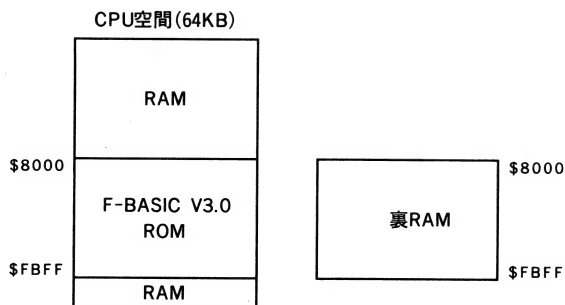 CPU空間(64KB)
RAM
$8000
F-BASIC V3.0
ROM
$FBFF
RAM
$8000
裏RAM
$FBFF